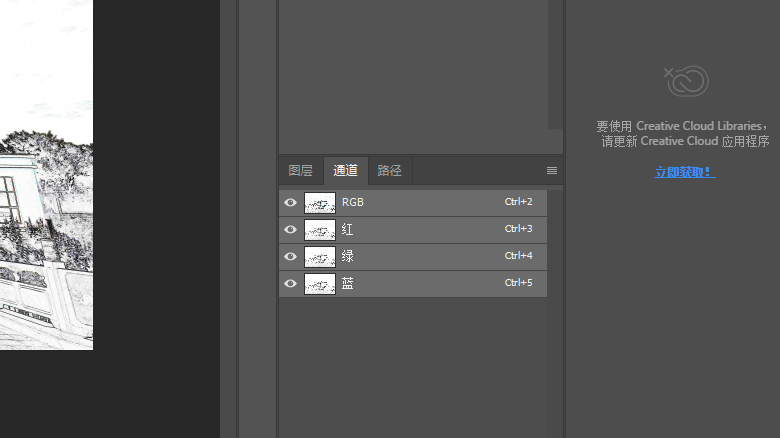 要使用 Creative Cloud Libraries，
请更新 Creative Cloud 应用程序
立即获取！
图层 通道 路径
RGB Ctrl+2
红 Ctrl+3
绿 Ctrl+4
蓝 Ctrl+5